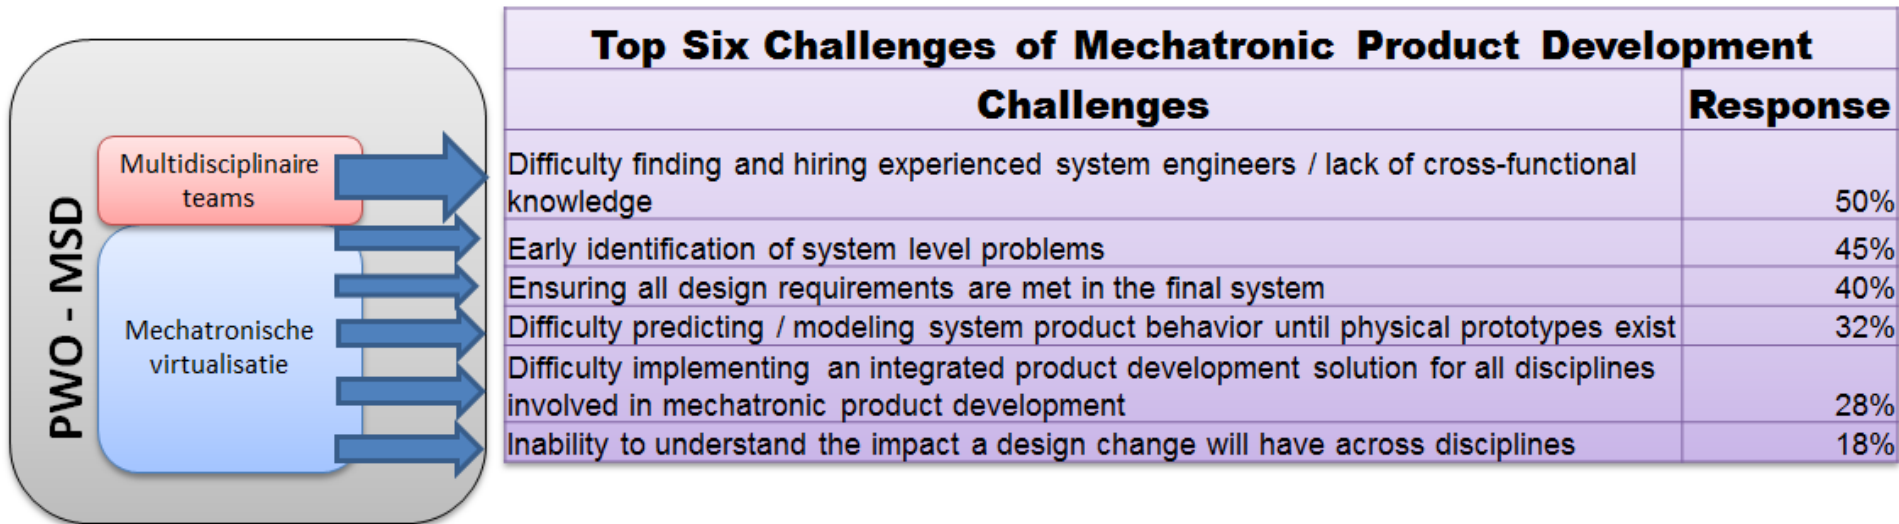 PWO - MSD
Multidisciplinaire
teams
Mechatronische
virtualisatie
Top Six Challenges of Mechatronic Product Development
Challenges Response
Difficulty finding and hiring experienced system engineers / lack of cross-functional
knowledge 50%
Early identification of system level problems 45%
Ensuring all design requirements are met in the final system 40%
Difficulty predicting / modeling system product behavior until physical prototypes exist 32%
Difficulty implementing an integrated product development solution for all disciplines
involved in mechatronic product development 28%
Inability to understand the impact a design change will have across disciplines 18%